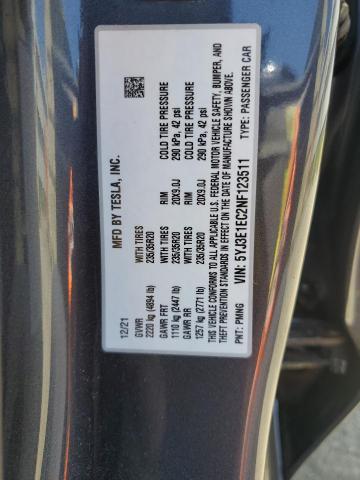 MFD BY TESLA, INC.
12/21
GVWR WITH TIRES RIM COLD TIRE PRESSURE
2220 kg (4894 lb) 235/35R20 20X9.0J 290 kPa, 42 psi
GAWR FRT WITH TIRES RIM COLD TIRE PRESSURE
1110 kg (2447 lb) 235/35R20 20X9.0J 290 kPa, 42 psi
GAWR RR
1257 kg (2771 lb) 235/35R20 20X9.0J 290 kPa, 42 psi
THIS VEHICLE CONFORMS TO ALL APPLICABLE U.S. FEDERAL MOTOR VEHICLE SAFETY, BUMPER, AND
THEFT PREVENTION STANDARDS IN EFFECT ON THE DATE OF MANUFACTURE SHOWN ABOVE.
TYPE: PASSENGER CAR
VIN: 5YJ3E1EC2NF123511
PNT: PMNG